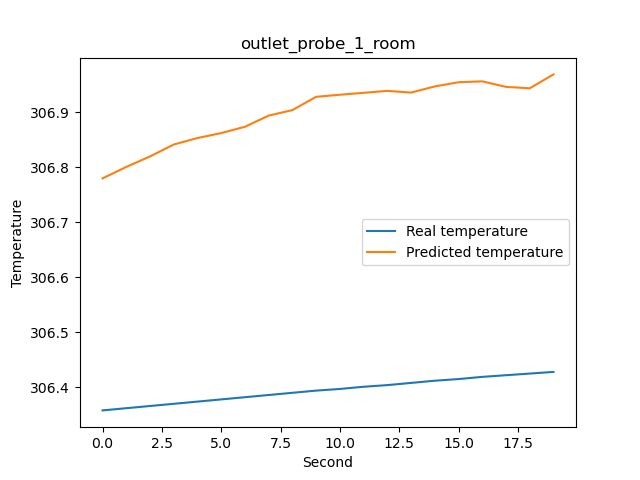 outlet_probe_1_room
Temperature
306.9
306.8
306.7
306.6
306.5
306.4
Real temperature
Predicted temperature
0.0 2.5 5.0 7.5 10.0 12.5 15.0 17.5
Second